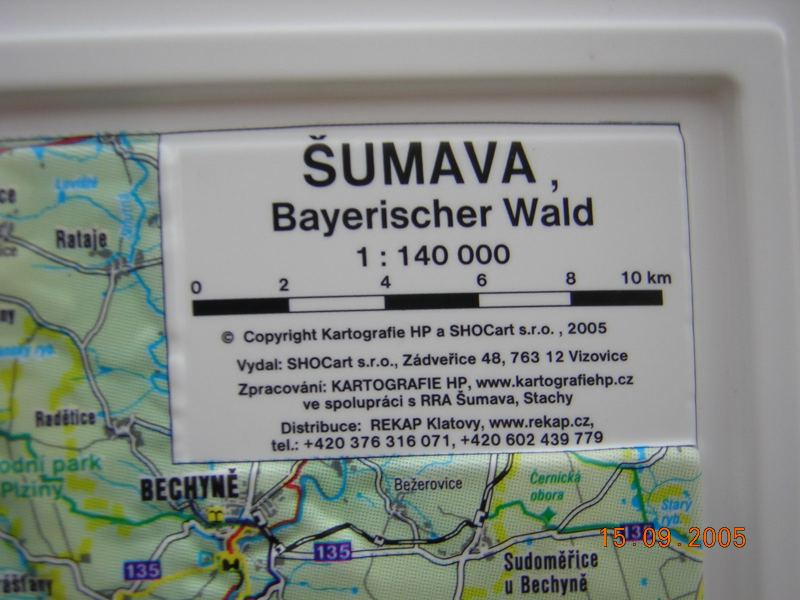 ŠUMAVA,
Bayerischer Wald
1 : 140 000
0 2 4 6 8 10 km
© Copyright Kartografie HP a SHOCart s.r.o. , 2005
Vydal: SHOCart s.r.o., Zádveřice 48, 763 12 Vizovice
Zpracování: KARTOGRAFIE HP, www.kartografiehp.cz
ve spolupráci s RRA Šumava, Stachy
Distribuce: REKAP Klatovy, www.rekap.cz,
tel.: +420 376 316 071, +420 602 439 779
Rataje
Radětice
BECHYNĚ
Bežerovice
Černická
obora
Starý
ryb.
135
135
135
Sudoměřice
u Bechyně
15.09.2005